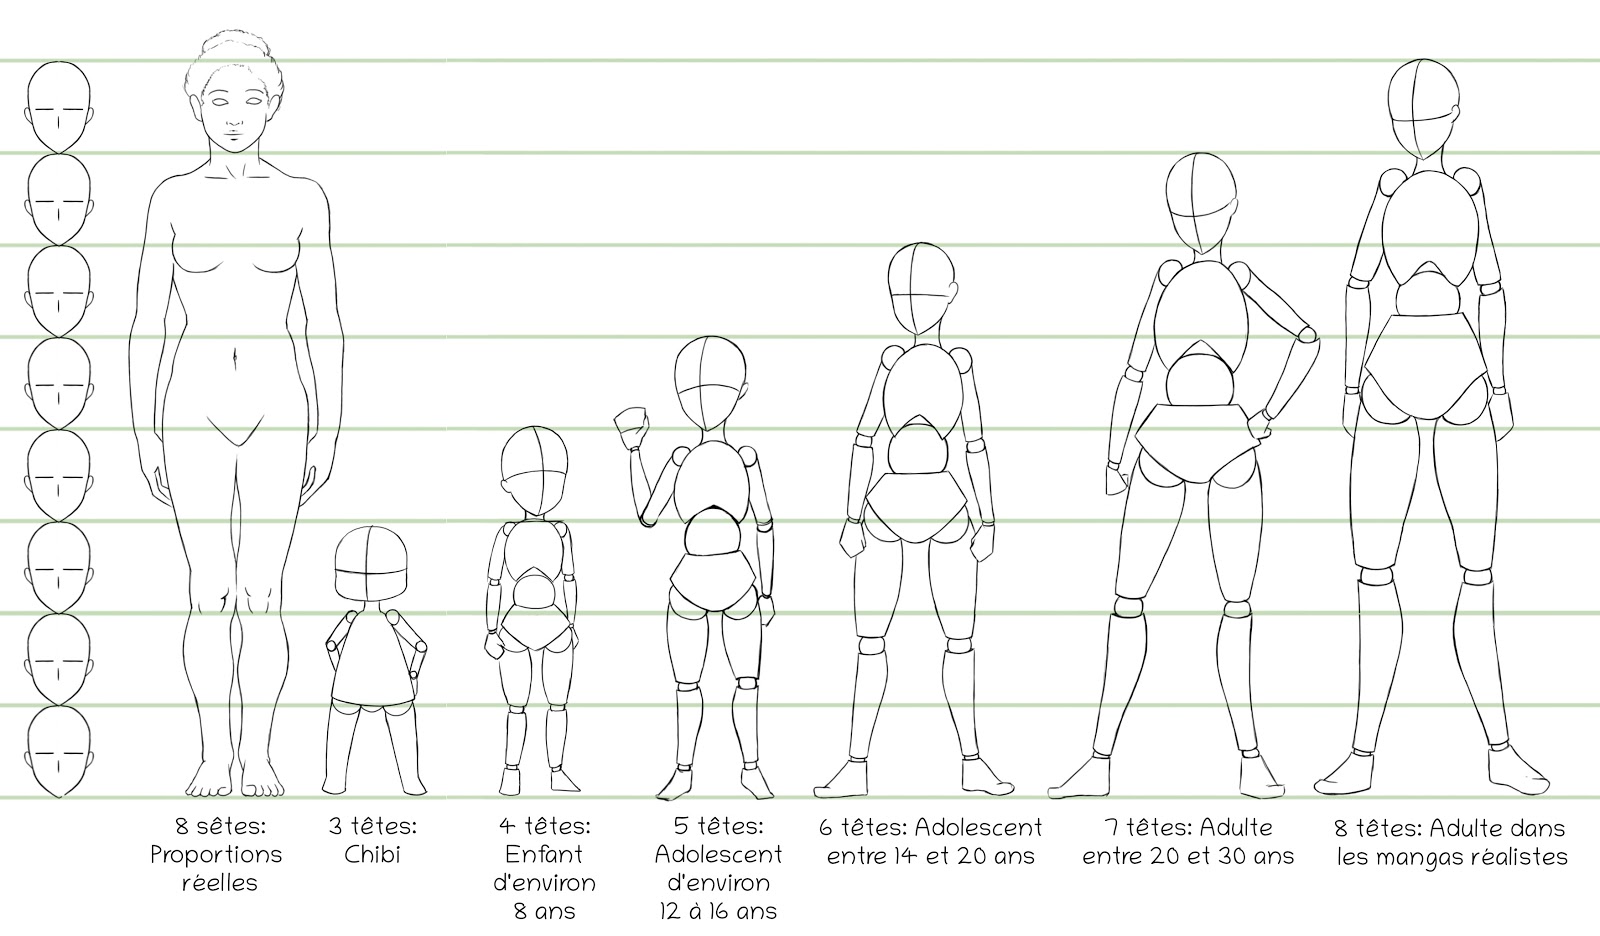 8 sêtes:
Proportions
réelles
3 têtes:
Chibi
4 têtes:
Enfant
d'environ
8 ans
5 têtes:
Adolescent
d'environ
12 à 16 ans
6 têtes: Adolescent
entre 14 et 20 ans
7 têtes: Adulte
entre 20 et 30 ans
8 têtes: Adulte dans
les mangas réalistes